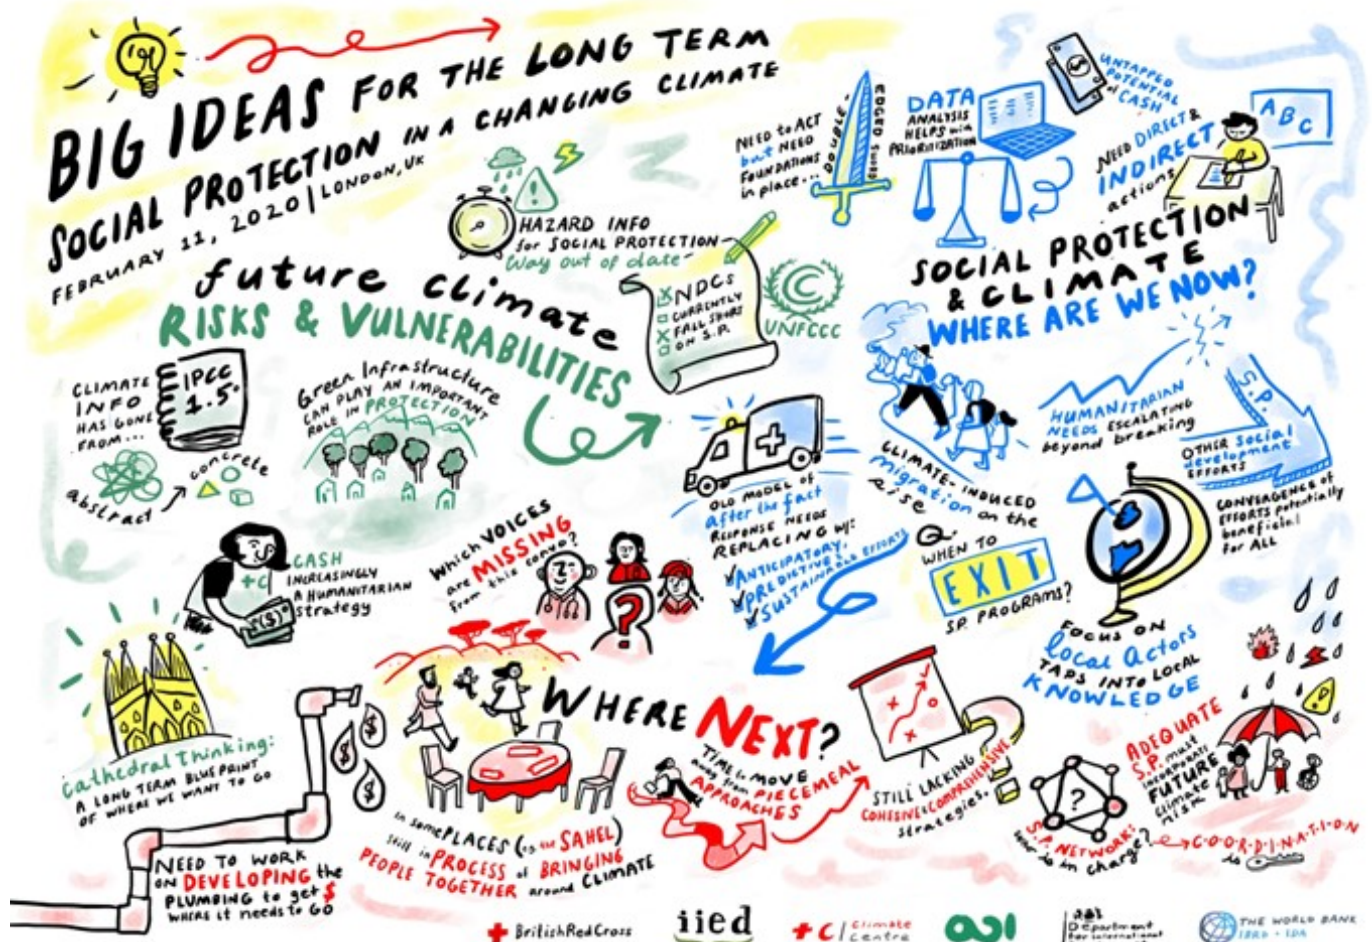 BIG IDEAS FOR THE LONG TERM
SOCIAL PROTECTION IN A CHANGING CLIMATE
FEBRUARY 11, 2020 | LONDON, UK
HAZARD INFO
for SOCIAL PROTECTION
Way out of date
future climate
RISKS & VULNERABILITIES
NDCs
CURRENTLY
FALL SHORT
ON S.P.
UNFCCC
CLIMATE
INFO
HAS GONE
FROM...
IPCC
1.5°
abstract
concrete
Green Infrastructure
CAN PLAY AN IMPORTANT
ROLE IN PROTECTION
+C
CASH
INCREASINGLY
A HUMANITARIAN
strategy
Cathedral Thinking:
A LONG TERM BLUEPRINT
OF WHERE WE WANT TO GO
NEED to ACT
but NEED
FOUNDATIONS
in place...
DOUBLE-
EDGED SWORD
DATA
ANALYSIS
HELPS with
PRIORITIZATION
UNTAPPED
POTENTIAL
of CASH
NEED DIRECT &
INDIRECT
actions
A B C
SOCIAL PROTECTION
& CLIMATE
WHERE ARE WE NOW?
CLIMATE-INDUCED
migration on the
RISE
HUMANITARIAN
NEEDS ESCALATING
beyond breaking
S.P.
OTHER Social
development
EFFORTS
CONVERGENCE of
EFFORTS potentially
beneficial
for ALL
OLD MODEL OF
after the fact
RESPONSE NEEDS
REPLACING w/:
ANTICIPATORY,
PREDICTIVE &
SUSTAINABLE EFFORTS
Q-
WHEN TO
EXIT
S.P. PROGRAMS?
FOCUS ON
local actors
TAPS INTO LOCAL
KNOWLEDGE
Which VOICES
are MISSING
from this convo?
?
WHERE NEXT?
in some PLACES (in the SAHEL)
still in PROCESS of BRINGING
PEOPLE TOGETHER around CLIMATE
TIME to MOVE
away from PIECEMEAL
APPROACHES
STILL LACKING
COHESIVE & COMPREHENSIVE
strategies.
?
S.P. NETWORK:
who is in charge?
ADEQUATE
S.P. must
incorporate
FUTURE
climate
risk
C·O·O·R·D·I·N·A·T·I·O·N
is
NEED TO WORK
ON DEVELOPING the
PLUMBING to get $
WHERE it needs to GO
British Red Cross
iied
+C | Climate
Centre
Department
for International
THE WORLD BANK
IBRD · IDA